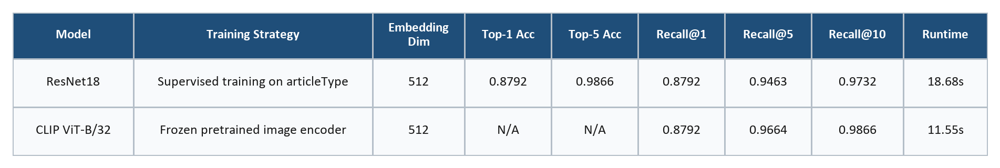 Model Training Strategy Embedding Dim Top-1 Acc Top-5 Acc Recall@1 Recall@5 Recall@10 Runtime
ResNet18 Supervised training on articleType 512 0.8792 0.9866 0.8792 0.9463 0.9732 18.68s
CLIP ViT-B/32 Frozen pretrained image encoder 512 N/A N/A 0.8792 0.9664 0.9866 11.55s